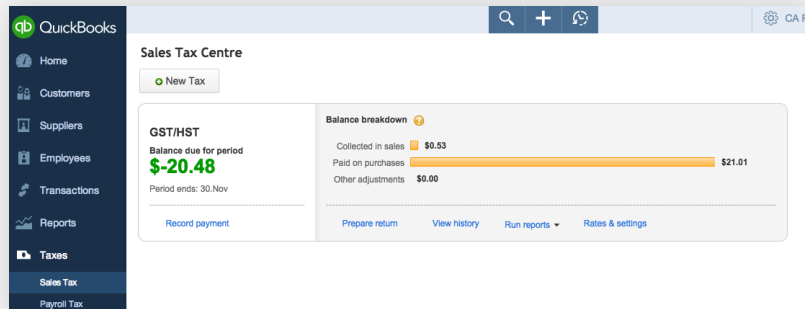 qb QuickBooks
CA
Home
Customers
Suppliers
Employees
Transactions
Reports
Taxes
Sales Tax
Payroll Tax
Sales Tax Centre
New Tax
GST/HST
Balance due for period
$-20.48
Period ends: 30.Nov
Record payment
Balance breakdown ?
Collected in sales $0.53
Paid on purchases $21.01
Other adjustments $0.00
Prepare return View history Run reports Rates & settings